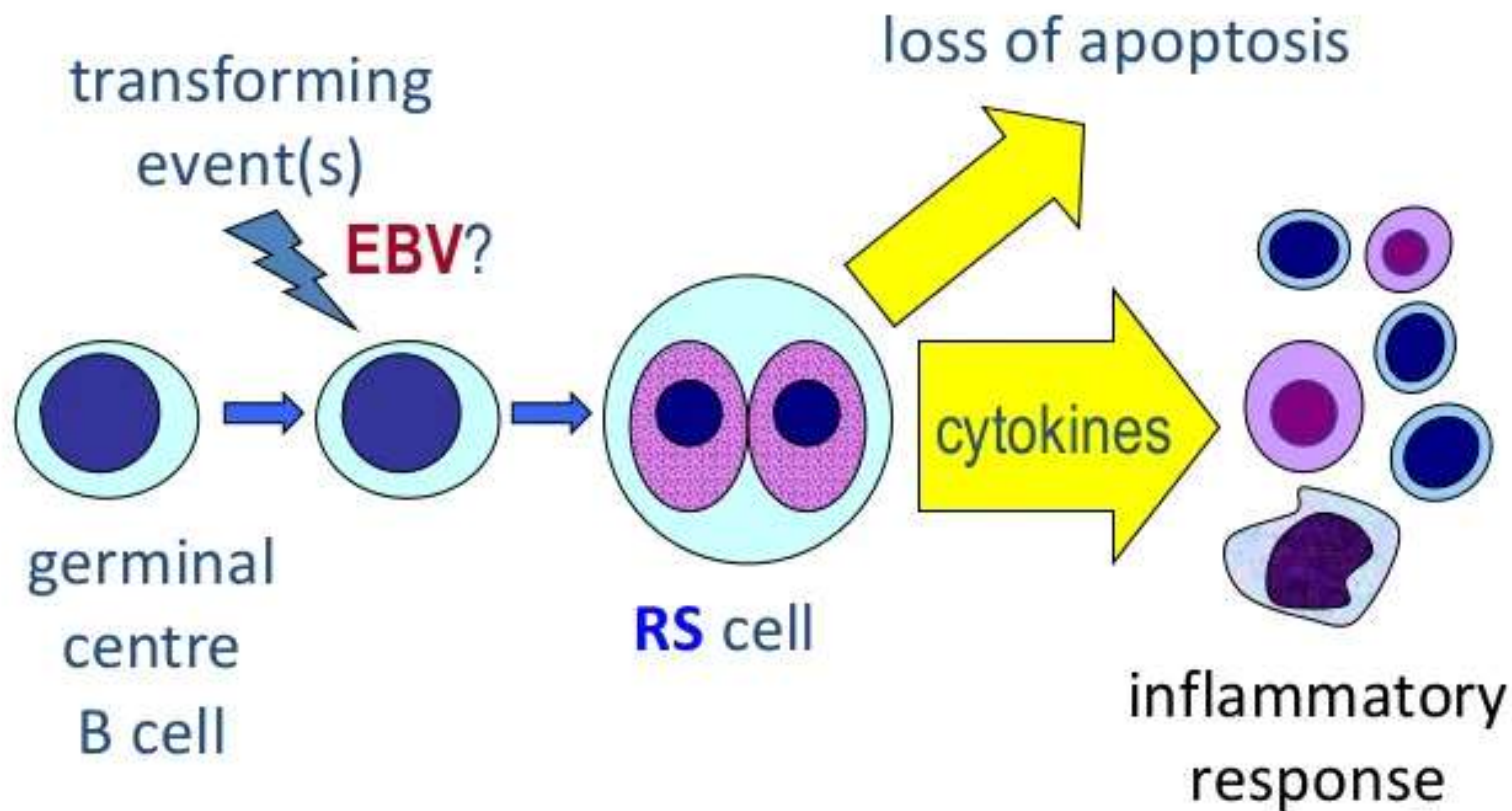 loss of apoptosis
transforming
event(s)
EBV?
cytokines
germinal
centre
B cell
RS cell
inflammatory
response